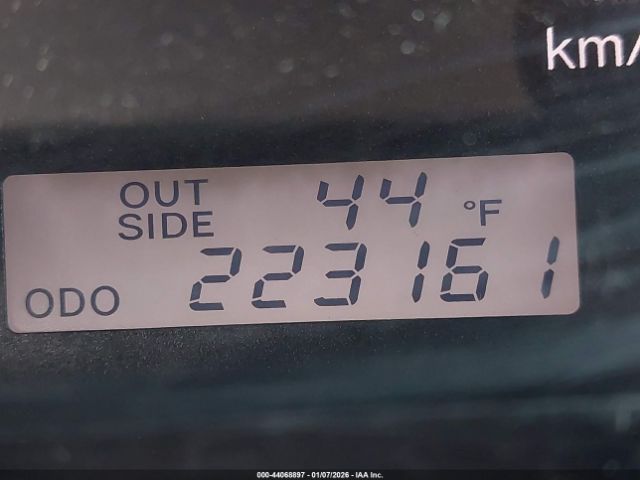 km/
OUT SIDE 44 °F
ODO 223161
000-44068897 - 01/07/2026 - IAA Inc.